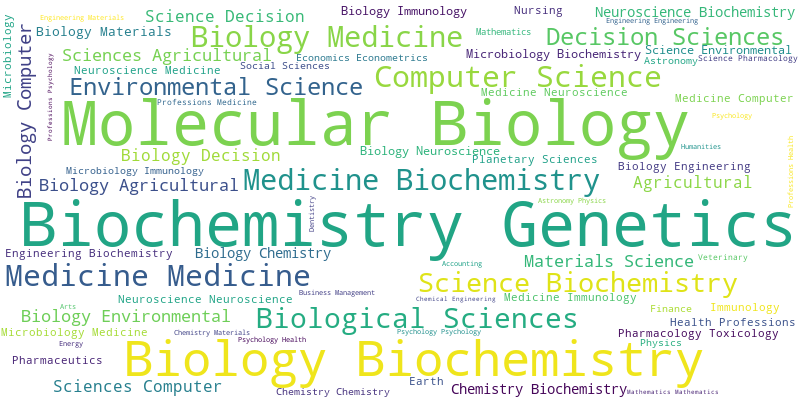 Engineering Materials
Science Decision
Biology Immunology
Nursing
Neuroscience Biochemistry
Engineering Engineering
Microbiology
Biology Computer
Biology Materials
Biology Medicine
Mathematics
Decision Sciences
Sciences Agricultural
Economics Econometrics
Microbiology Biochemistry
Science Environmental
Science Pharmacology
Astronomy
Social Sciences
Neuroscience Medicine
Professions Psychology
Environmental Science
Computer Science
Medicine Neuroscience
Medicine Computer
Professions Medicine
Molecular Biology
Psychology
Professions Health
Humanities
Biology Decision
Biology Neuroscience
Planetary Sciences
Microbiology Immunology
Biology Engineering
Biology Agricultural
Medicine Biochemistry
Agricultural
Dentistry
Astronomy Physics
Biochemistry Genetics
Engineering Biochemistry
Biology Chemistry
Accounting
Materials Science
Veterinary
Medicine Medicine
Science Biochemistry
Business Management
Neuroscience Neuroscience
Chemical Engineering
Medicine Immunology
Arts
Biology Environmental
Biological Sciences
Finance
Immunology
Health Professions
Microbiology Medicine
Chemistry Materials
Psychology Psychology
Pharmacology Toxicology
Energy
Psychology Health
Physics
Pharmaceutics
Biology Biochemistry
Sciences Computer
Earth
Chemistry Chemistry
Chemistry Biochemistry
Mathematics Mathematics